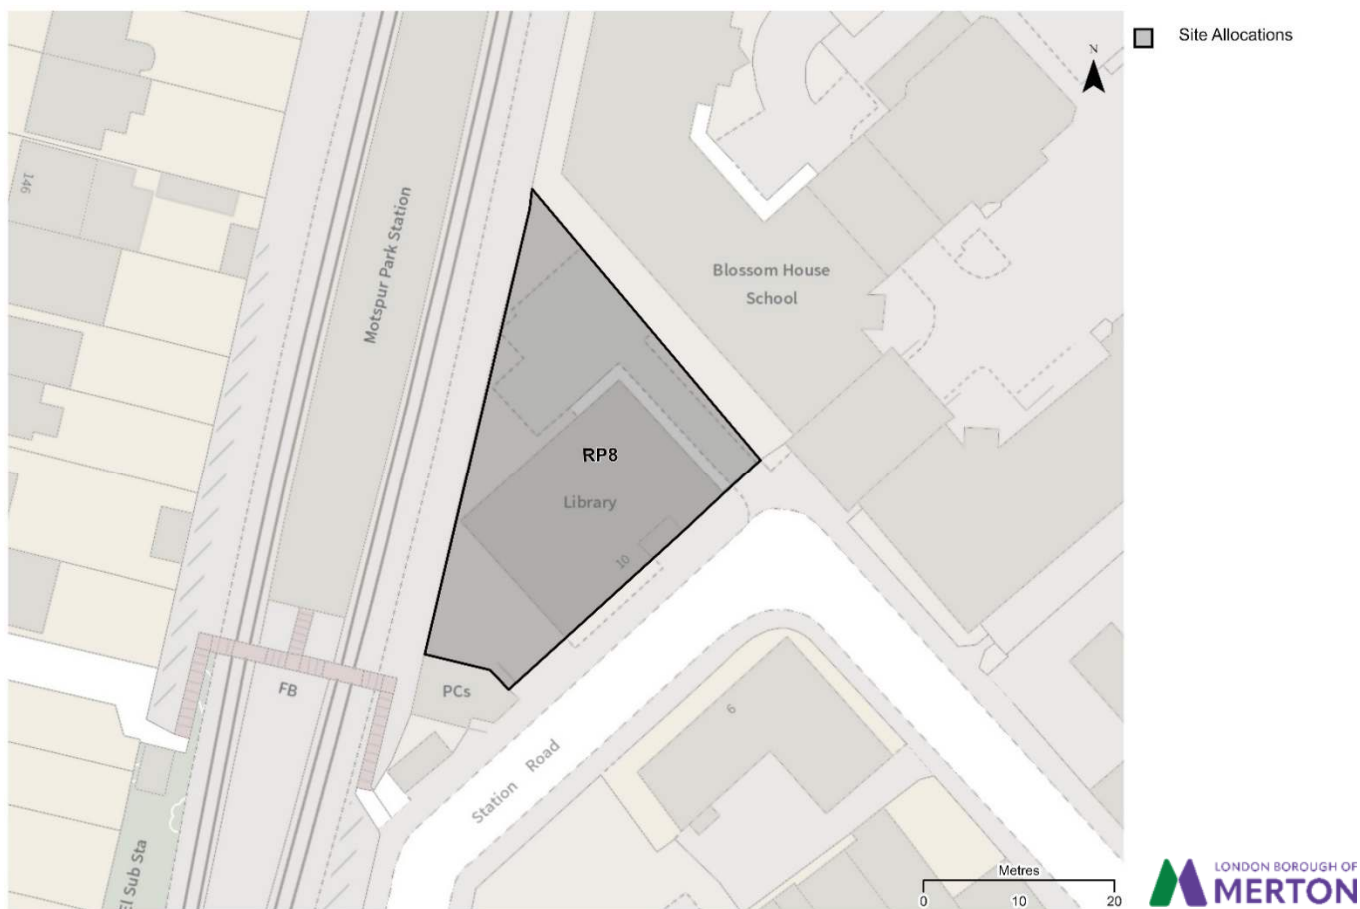 Site Allocations
N
146
Motspur Park Station
Blossom House
School
RP8
Library
10
PCs
FB
6
Station Road
El Sub Sta
Metres
0 10 20
LONDON BOROUGH OF
MERTON